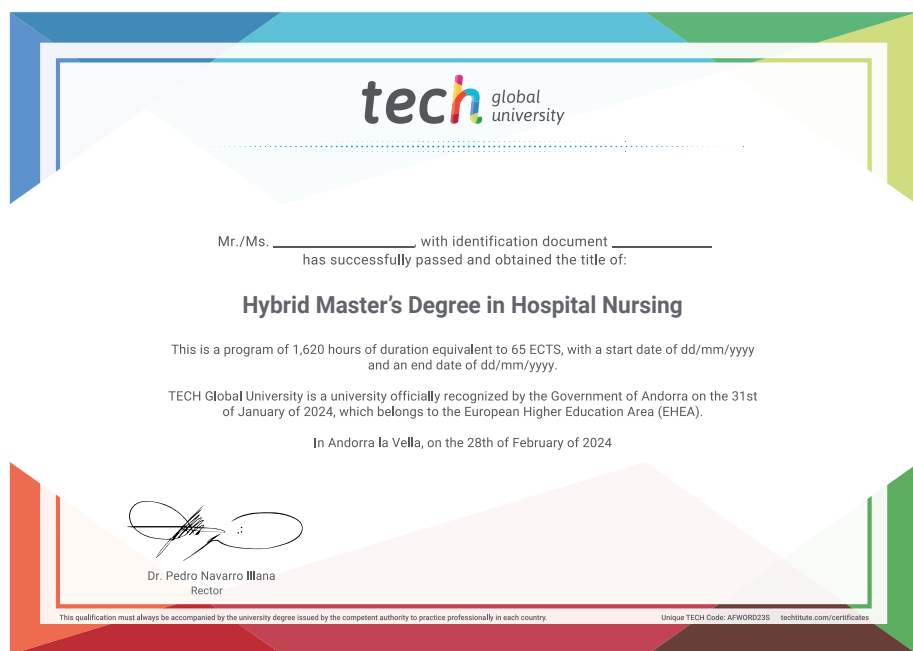 tech global university
Mr./Ms. ____________, with identification document ____________
has successfully passed and obtained the title of:
Hybrid Master’s Degree in Hospital Nursing
This is a program of 1,620 hours of duration equivalent to 65 ECTS, with a start date of dd/mm/yyyy
and an end date of dd/mm/yyyy.
TECH Global University is a university officially recognized by the Government of Andorra on the 31st
of January of 2024, which belongs to the European Higher Education Area (EHEA).
In Andorra la Vella, on the 28th of February of 2024
Dr. Pedro Navarro Illana
Rector
This qualification must always be accompanied by the university degree issued by the competent authority to practice professionally in each country. Unique TECH Code: AFWORD23S techtitute.com/certificates